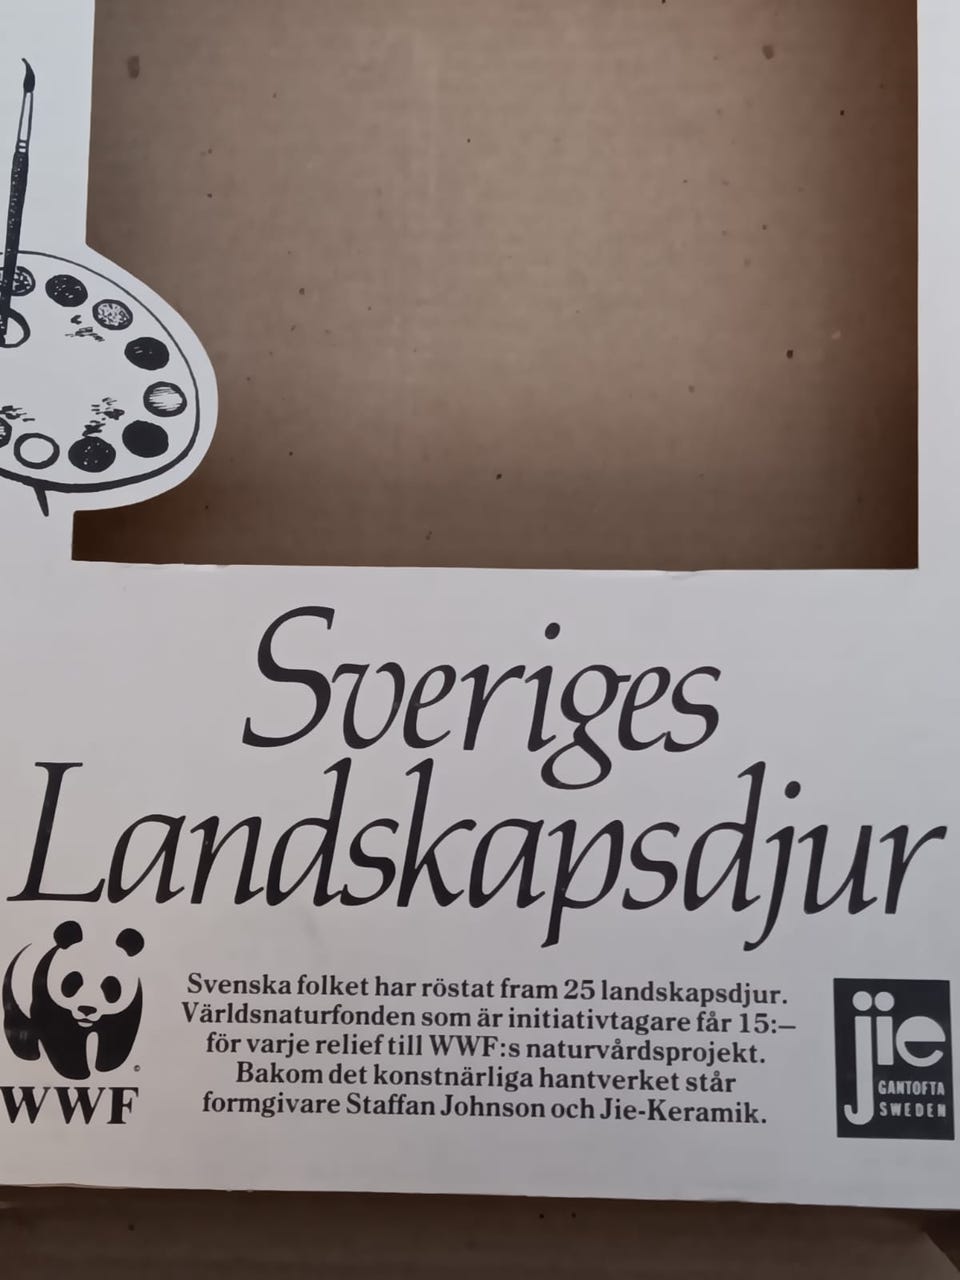 Sveriges
Landskapsdjur
Svenska folket har röstat fram 25 landskapsdjur.
Världsnaturfonden som är initiativtagare får 15:–
för varje relief till WWF:s naturvårdsprojekt.
Bakom det konstnärliga hantverket står
formgivare Staffan Johnson och Jie-Keramik.
WWF
jie
GANTOFTA
SWEDEN